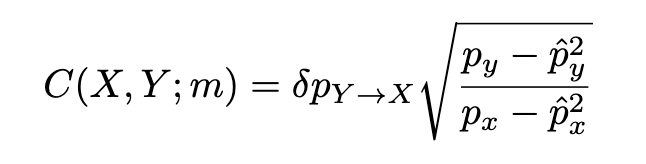 C(X, Y; m) = δp_{Y→X} √((p_y − p̂_y^2)/(p_x − p̂_x^2))